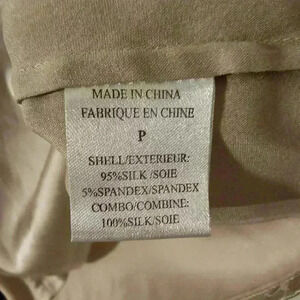 MADE IN CHINA
FABRIQUE EN CHINE
P
SHELL/EXTERIEUR:
95%SILK/SOIE
5%SPANDEX/SPANDEX
COMBO/COMBINE:
100%SILK/SOIE